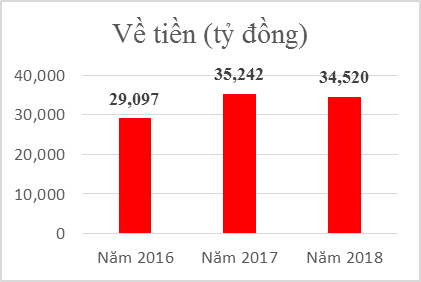 Về tiền (tỷ đồng)
40,000
30,000
20,000
10,000
0
29,097
35,242
34,520
Năm 2016
Năm 2017
Năm 2018